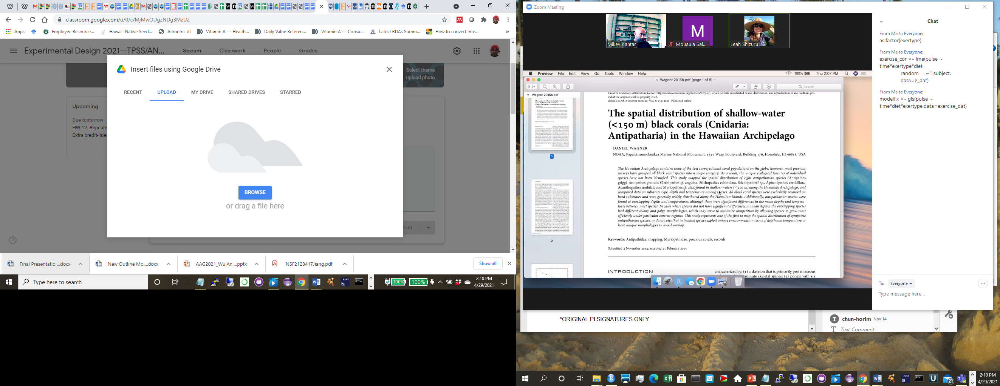 classroom.google.com/u/0/c/MjMwODgzNDg3MzU2
Apps
Employee Resource...
Hawai'i Native Seed...
Altmetric it!
Vitamin A — Health...
Daily Value Referen...
Vitamin A — Consu...
Latest RDAs Summ...
How to convert Inte...
Experimental Design 2021--TPSS/AN...
Stream
Classwork
People
Grades
Insert files using Google Drive
Select theme
Upload photo
RECENT
UPLOAD
MY DRIVE
SHARED DRIVES
STARRED
Upcoming
Due tomorrow
HW 12- Repeate
Extra credit- Ide
BROWSE
or drag a file here
Post
Final Presentatio....docx
New Outline Mo....docx
AAG2021_Wu,An....pptx
NSF2128417Jiang.pdf
Show all
Type here to search
100%
100%
2:10 PM
4/29/2021
Zoom Meeting
Mikey Kantar
M
Mouauia Sal...
Leah Shizuru
Preview File Edit View Go Tools Window Help
100%
Thu 2:07 PM
Wagner 2015b.pdf (page 1 of 8)
Search
Wagner 2015b.pdf
1
2
Creative Commons Attribution licence (http://creativecommons.org/licenses/by/3.0/), which permits unrestricted re-use, distribution, and reproduction in any medium, pro-
vided the original work is properly cited.
doi:10.1017/S1755267215000202; Vol. 8; e54; 2015 Published online
The spatial distribution of shallow-water
(<150 m) black corals (Cnidaria:
Antipatharia) in the Hawaiian Archipelago
DANIEL WAGNER
NOAA, Papahānaumokuākea Marine National Monument, 1845 Wasp Boulevard, Building 176, Honolulu, HI 96818, USA
The Hawaiian Archipelago contains some of the best surveyed black coral populations on the globe; however, most previous
surveys have grouped all black coral species into a single category. As a result, the unique ecological features of individual
species have not been identified. This study mapped the spatial distribution of eight antipatharian species (Antipathes
griggi, Antipathes grandis, Cirrhipathes cf. anguina, Stichopathes echinulata, Stichopathes? sp., Aphanipathes verticillata,
Acanthopathes undulata and Myriopathes cf. ulex) found in shallow-waters (<150 m) along the Hawaiian Archipelago, and
compared data on substrate type, depth and temperature among species. All black coral species were exclusively recorded on
hard substrates and were generally widely distributed along the Hawaiian Islands. Additionally, antipatharian species were
found at overlapping depths and temperatures, although there were significant differences in the mean depths and tempera-
tures between most species. In cases where species did not have significant differences in mean depths, the overlapping species
had different colony and polyp morphologies, which may serve to minimize competition by allowing species to grow most
efficiently under particular current regimes. This study represents one of the first to map the spatial distribution of sympatric
antipatharian species, and indicates that individual species exploit unique environments in terms of depth and temperature or
have unique morphologies to avoid overlap.
Keywords: Antipathidae, mapping, Myriopathidae, precious corals, records
Submitted 4 November 2014; accepted 21 February 2015
INTRODUCTION
characterized by: (1) a skeleton that is primarily proteinaceous
minute skeletal spines; (2) polyps with six
Chat
From Me to Everyone:
as.factor(exertype)
From Me to Everyone:
exercise_cor <- lme(pulse ~
time*exertype*diet,
random = ~1|subject,
data=e_dat)
From Me to Everyone:
modelfix <- gls(pulse ~
time*diet*exertype,data=exercise_dat)
To: Everyone
Type message here...
*ORIGINAL PI SIGNATURES ONLY
T chun-horim Nov 14
Text Comment
21
2:10 PM
4/29/2021